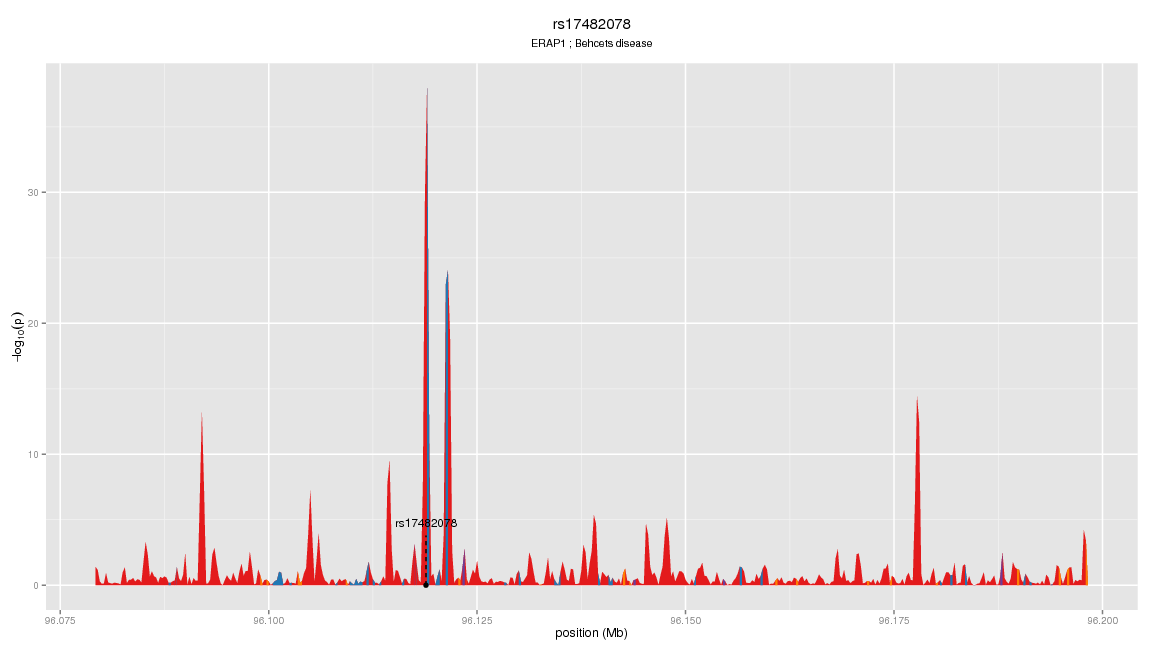 rs17482078
ERAP1 ; Behcets disease
−log10(p)
30
20
10
0
rs17482078
96.075 96.100 96.125 96.150 96.175 96.200
position (Mb)